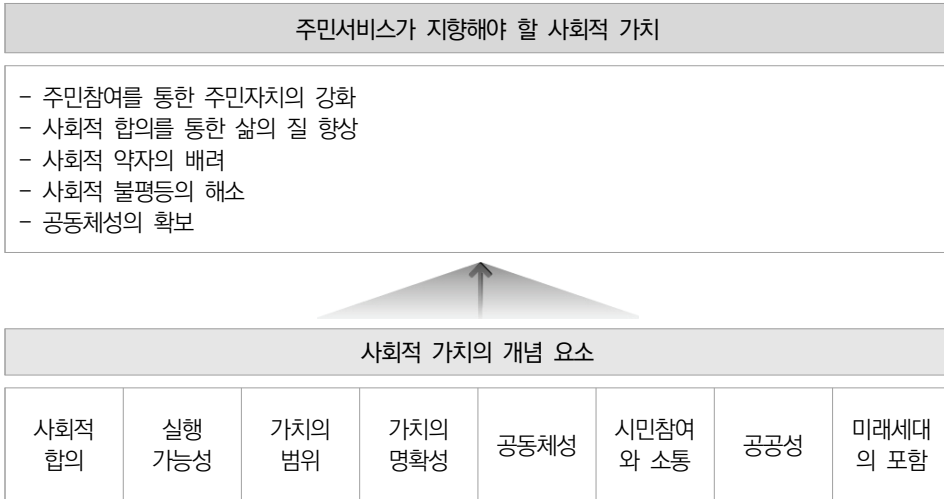 주민서비스가 지향해야 할 사회적 가치
- 주민참여를 통한 주민자치의 강화
- 사회적 합의를 통한 삶의 질 향상
- 사회적 약자의 배려
- 사회적 불평등의 해소
- 공동체성의 확보
사회적 가치의 개념 요소
사회적
합의
실행
가능성
가치의
범위
가치의
명확성
공동체성
시민참여
와 소통
공공성
미래세대
의 포함